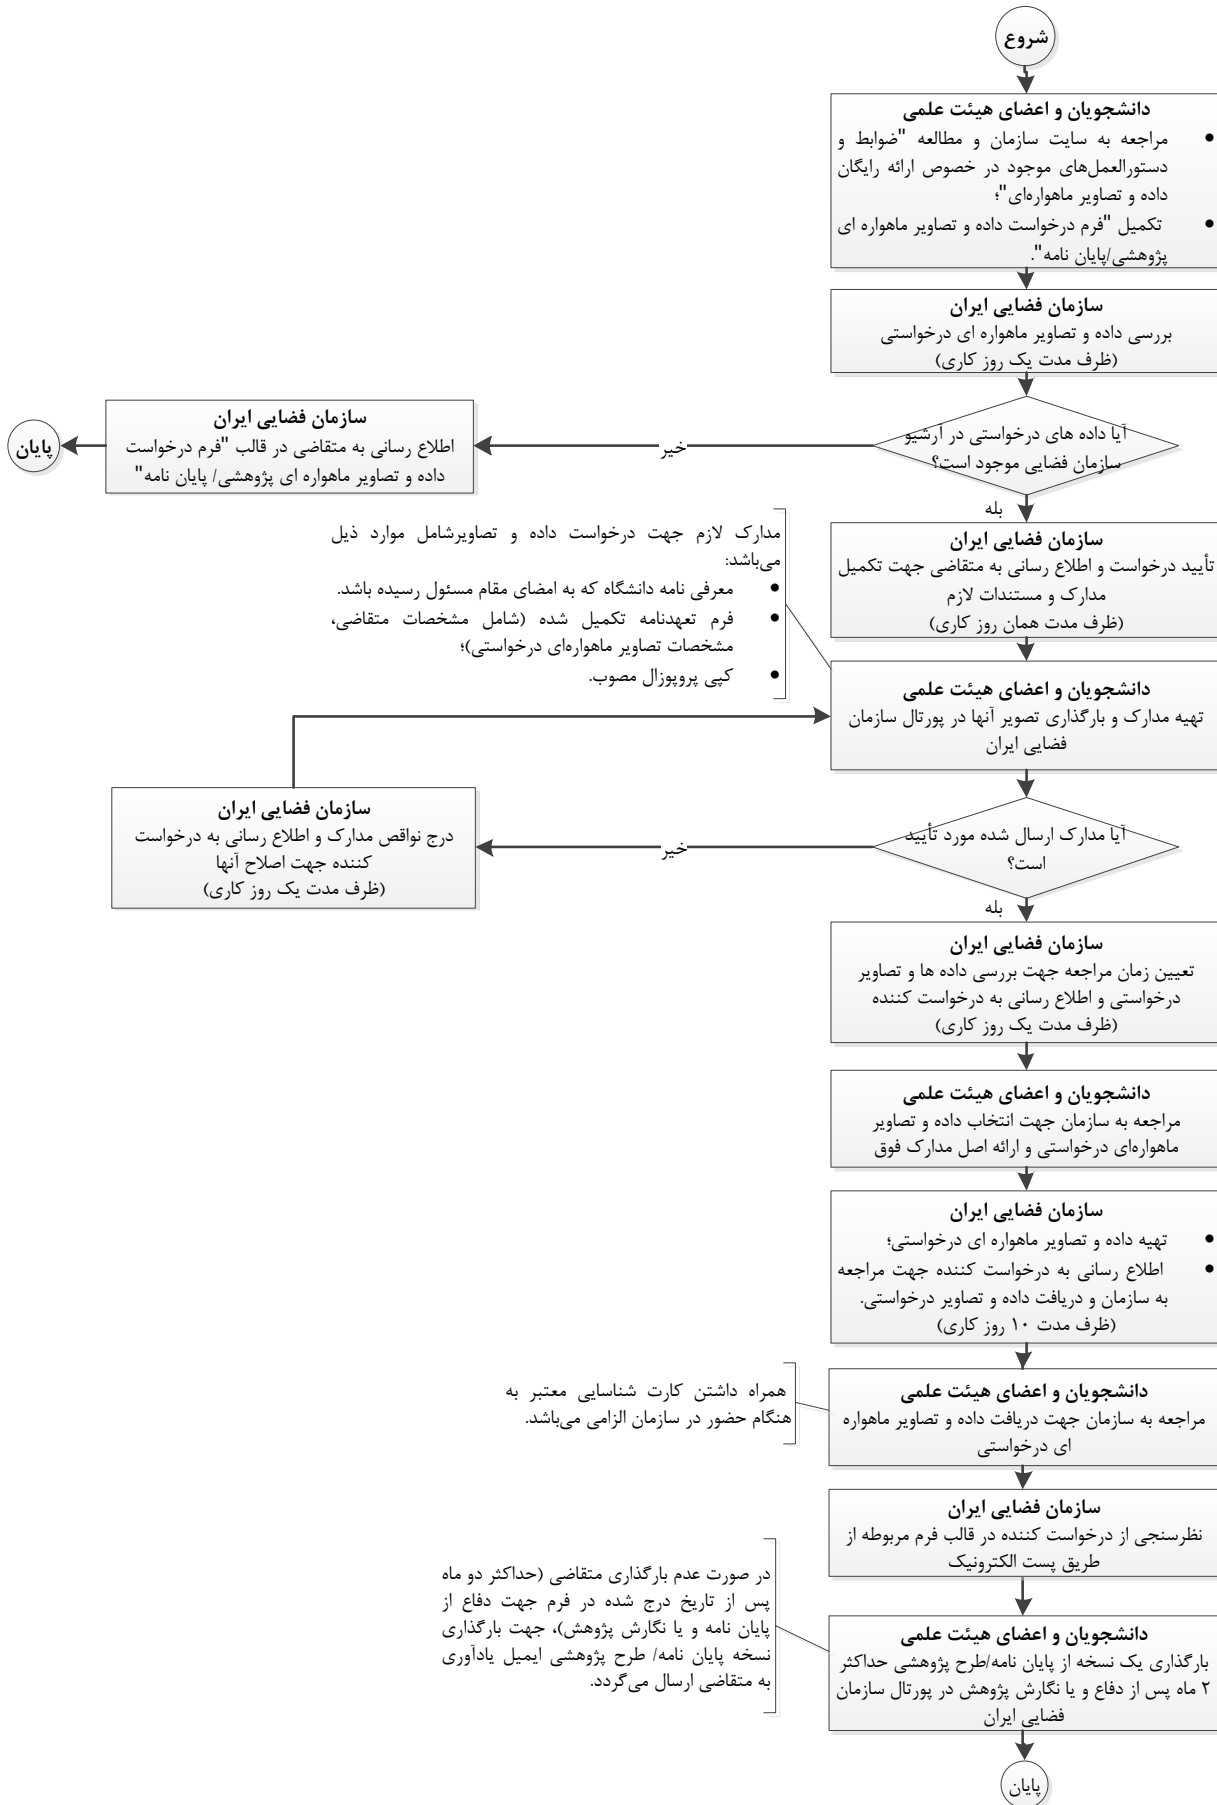 شروع
دانشجویان و اعضای هیئت علمی
● مراجعه به سایت سازمان و مطالعه "ضوابط و
دستورالعمل‌های موجود در خصوص ارائه رایگان
داده و تصاویر ماهواره‌ای"؛
● تکمیل "فرم درخواست داده و تصاویر ماهواره ای
پژوهشی/پایان نامه".
سازمان فضایی ایران
بررسی داده و تصاویر ماهواره ای درخواستی
(ظرف مدت یک روز کاری)
آیا داده های درخواستی در آرشیو
سازمان فضایی موجود است؟
خیر
سازمان فضایی ایران
اطلاع رسانی به متقاضی در قالب "فرم درخواست
داده و تصاویر ماهواره ای پژوهشی/ پایان نامه"
پایان
بله
سازمان فضایی ایران
تأیید درخواست و اطلاع رسانی به متقاضی جهت تکمیل
مدارک و مستندات لازم
(ظرف مدت همان روز کاری)
مدارک لازم جهت درخواست داده و تصاویرشامل موارد ذیل
می‌باشد:
● معرفی نامه دانشگاه که به امضای مقام مسئول رسیده باشد.
● فرم تعهدنامه تکمیل شده (شامل مشخصات متقاضی،
مشخصات تصاویر ماهواره‌ای درخواستی)؛
● کپی پروپوزال مصوب.
دانشجویان و اعضای هیئت علمی
تهیه مدارک و بارگذاری تصویر آنها در پورتال سازمان
فضایی ایران
آیا مدارک ارسال شده مورد تأیید
است؟
خیر
سازمان فضایی ایران
درج نواقص مدارک و اطلاع رسانی به درخواست
کننده جهت اصلاح آنها
(ظرف مدت یک روز کاری)
بله
سازمان فضایی ایران
تعیین زمان مراجعه جهت بررسی داده ها و تصاویر
درخواستی و اطلاع رسانی به درخواست کننده
(ظرف مدت یک روز کاری)
دانشجویان و اعضای هیئت علمی
مراجعه به سازمان جهت انتخاب داده و تصاویر
ماهواره‌ای درخواستی و ارائه اصل مدارک فوق
سازمان فضایی ایران
● تهیه داده و تصاویر ماهواره ای درخواستی؛
● اطلاع رسانی به درخواست کننده جهت مراجعه
به سازمان و دریافت داده و تصاویر درخواستی.
(ظرف مدت ۱۰ روز کاری)
دانشجویان و اعضای هیئت علمی
مراجعه به سازمان جهت دریافت داده و تصاویر ماهواره
ای درخواستی
همراه داشتن کارت شناسایی معتبر به
هنگام حضور در سازمان الزامی می‌باشد.
سازمان فضایی ایران
نظرسنجی از درخواست کننده در قالب فرم مربوطه از
طریق پست الکترونیک
دانشجویان و اعضای هیئت علمی
بارگذاری یک نسخه از پایان نامه/طرح پژوهشی حداکثر
۲ ماه پس از دفاع و یا نگارش پژوهش در پورتال سازمان
فضایی ایران
در صورت عدم بارگذاری متقاضی (حداکثر دو ماه
پس از تاریخ درج شده در فرم جهت دفاع از
پایان نامه و یا نگارش پژوهش)، جهت بارگذاری
نسخه پایان نامه/ طرح پژوهشی ایمیل یادآوری
به متقاضی ارسال می‌گردد.
پایان